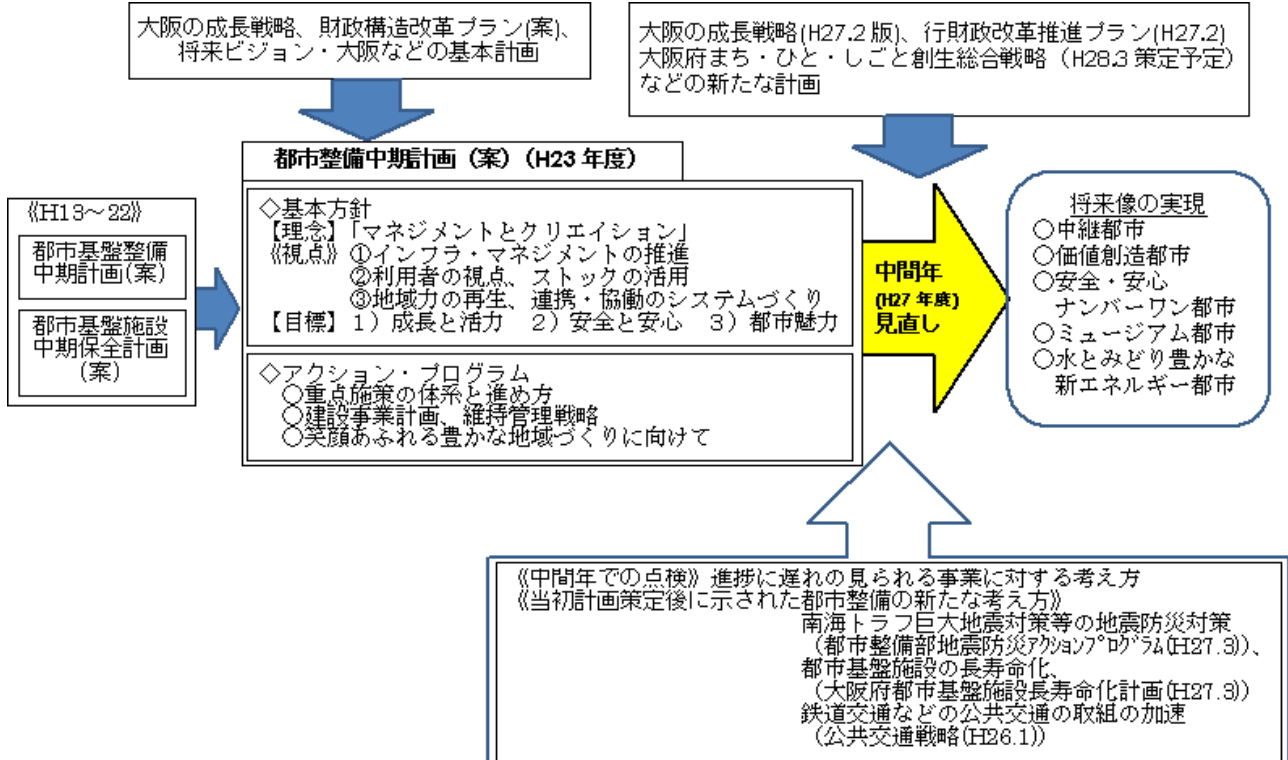 大阪の成長戦略、財政構造改革プラン(案)、
将来ビジョン・大阪などの基本計画
大阪の成長戦略(H27.2 版)、行財政改革推進プラン(H27.2)
大阪府まち・ひと・しごと創生総合戦略（H28.3 策定予定）
などの新たな計画
都市整備中期計画（案）（H23 年度）
《H13～22》
都市基盤整備
中期計画(案)
都市基盤施設
中期保全計画
(案)
◇基本方針
【理念】「マネジメントとクリエイション」
《視点》①インフラ・マネジメントの推進
②利用者の視点、ストックの活用
③地域力の再生、連携・協働のシステムづくり
【目標】１）成長と活力　２）安全と安心　３）都市魅力
◇アクション・プログラム
○重点施策の体系と進め方
○建設事業計画、維持管理戦略
○笑顔あふれる豊かな地域づくりに向けて
中間年
(H27 年度)
見直し
将来像の実現
○中継都市
○価値創造都市
○安全・安心
ナンバーワン都市
○ミュージアム都市
○水とみどり豊かな
新エネルギー都市
《中間年での点検》進捗に遅れの見られる事業に対する考え方
《当初計画策定後に示された都市整備の新たな考え方》
南海トラフ巨大地震対策等の地震防災対策
（都市整備部地震防災ｱｸｼｮﾝﾌﾟﾛｸﾞﾗﾑ(H27.3)）、
都市基盤施設の長寿命化、
（大阪府都市基盤施設長寿命化計画(H27.3)）
鉄道交通などの公共交通の取組の加速
（公共交通戦略(H26.1)）